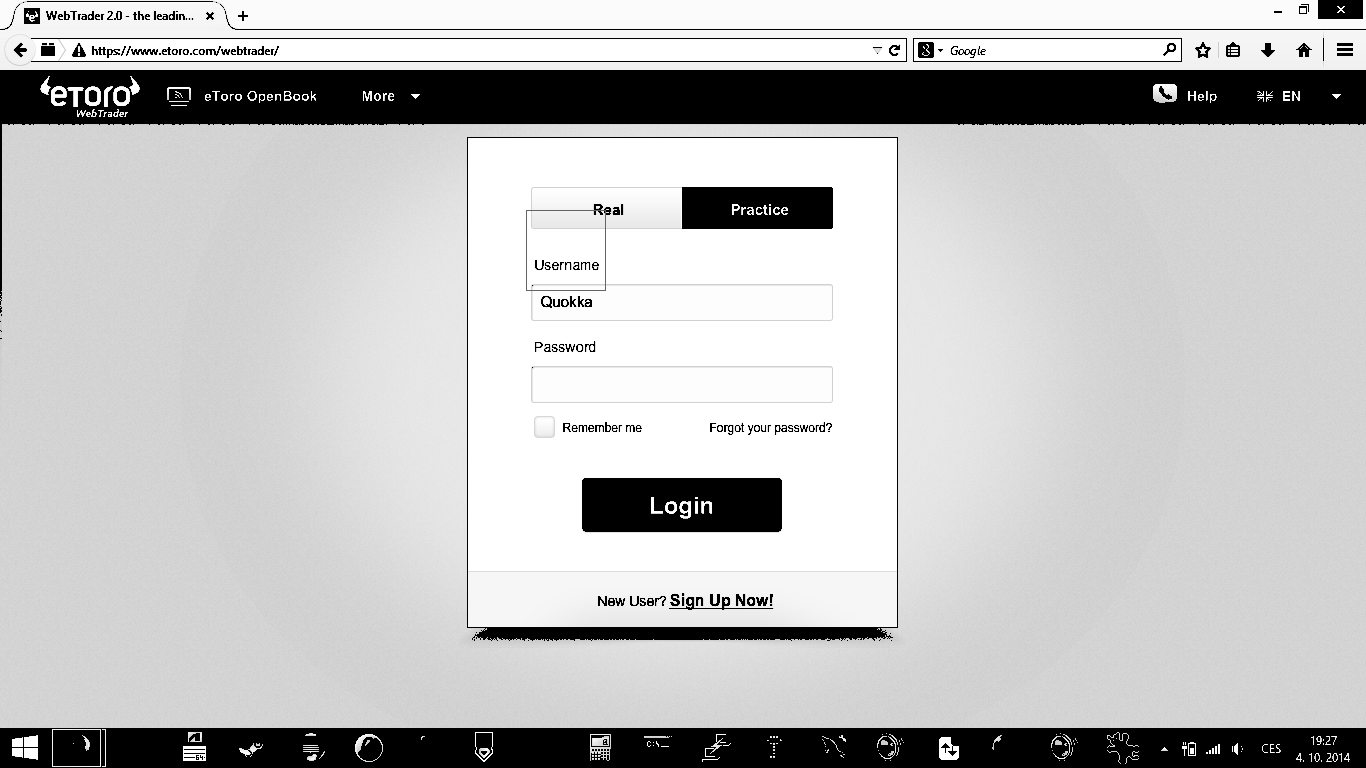 WebTrader 2.0 - the leadin...
https://www.etoro.com/webtrader/
Google
eTORO
WebTrader
eToro OpenBook
More
Help
EN
Real
Practice
Username
Quokka
Password
Remember me
Forgot your password?
Login
New User? Sign Up Now!
64
C:\_
CES
19:27
4. 10. 2014